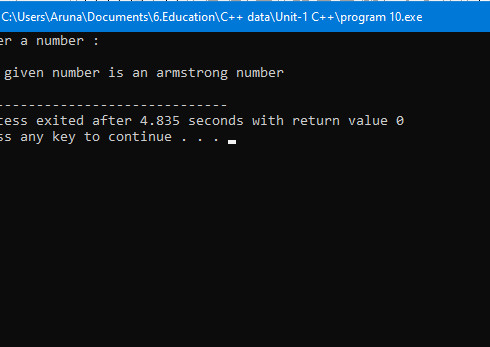 C:\Users\Aruna\Documents\6.Education\C++ data\Unit-1 C++\program 10.exe
er a number :
given number is an armstrong number
----------------------------
cess exited after 4.835 seconds with return value 0
ss any key to continue . . .